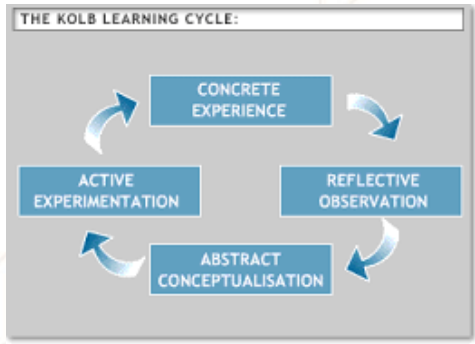 THE KOLB LEARNING CYCLE:
CONCRETE
EXPERIENCE
ACTIVE
EXPERIMENTATION
REFLECTIVE
OBSERVATION
ABSTRACT
CONCEPTUALISATION